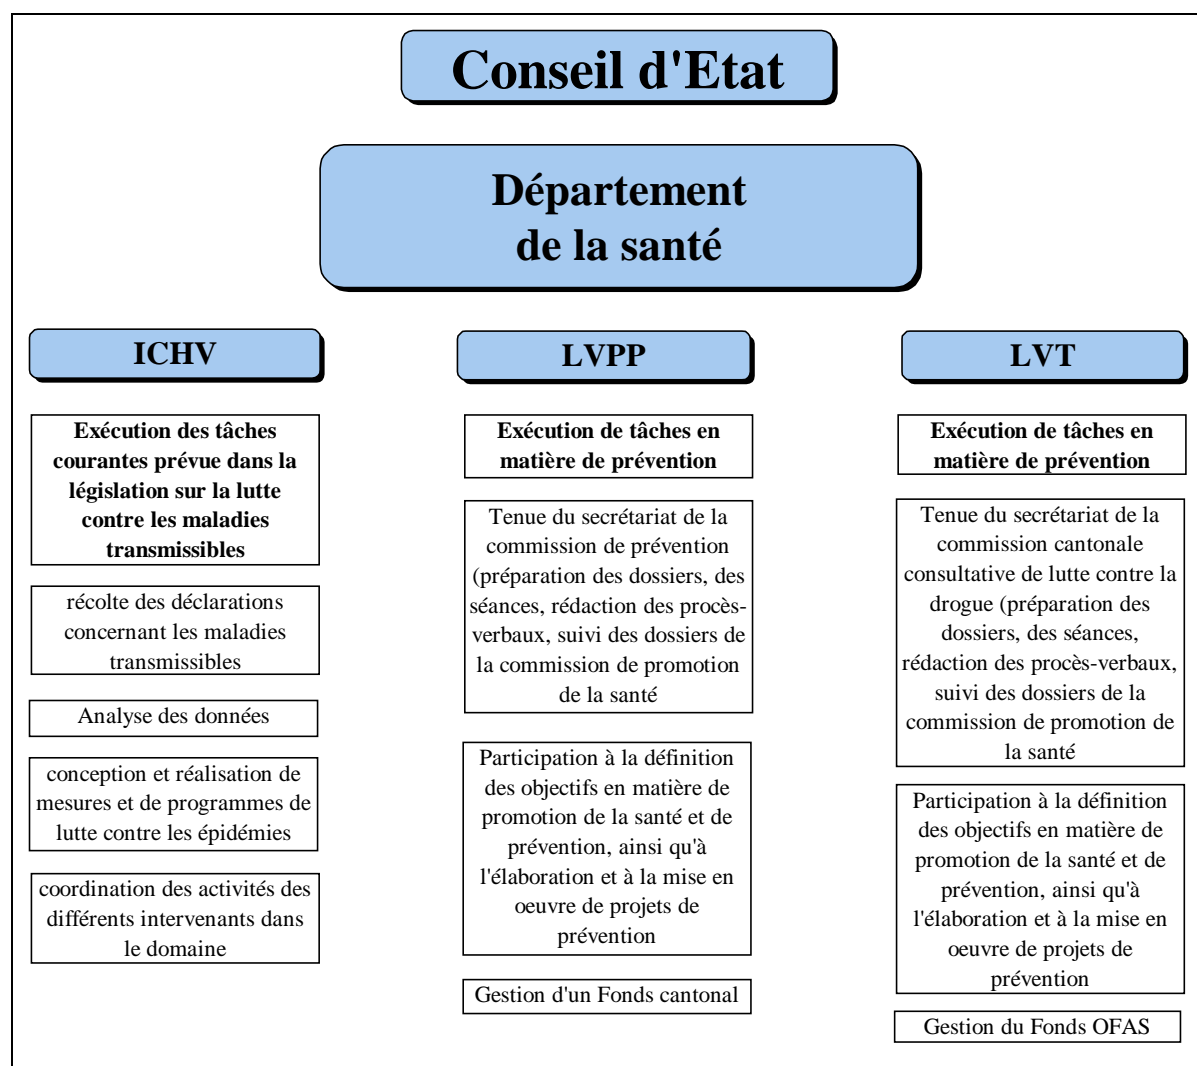 Conseil d'Etat
Département
de la santé
ICHV
Exécution des tâches
courantes prévue dans la
législation sur la lutte
contre les maladies
transmissibles
récolte des déclarations
concernant les maladies
transmissibles
Analyse des données
conception et réalisation de
mesures et de programmes de
lutte contre les épidémies
coordination des activités des
différents intervenants dans
le domaine
LVPP
Exécution de tâches en
matière de prévention
Tenue du secrétariat de la
commission de prévention
(préparation des dossiers, des
séances, rédaction des procès-
verbaux, suivi des dossiers de
la commission de promotion
de la santé
Participation à la définition
des objectifs en matière de
promotion de la santé et de
prévention, ainsi qu'à
l'élaboration et à la mise en
oeuvre de projets de
prévention
Gestion d'un Fonds cantonal
LVT
Exécution de tâches en
matière de prévention
Tenue du secrétariat de la
commission cantonale
consultative de lutte contre la
drogue (préparation des
dossiers, des séances,
rédaction des procès-verbaux,
suivi des dossiers de la
commission de promotion de
la santé
Participation à la définition
des objectifs en matière de
promotion de la santé et de
prévention, ainsi qu'à
l'élaboration et à la mise en
oeuvre de projets de
prévention
Gestion du Fonds OFAS